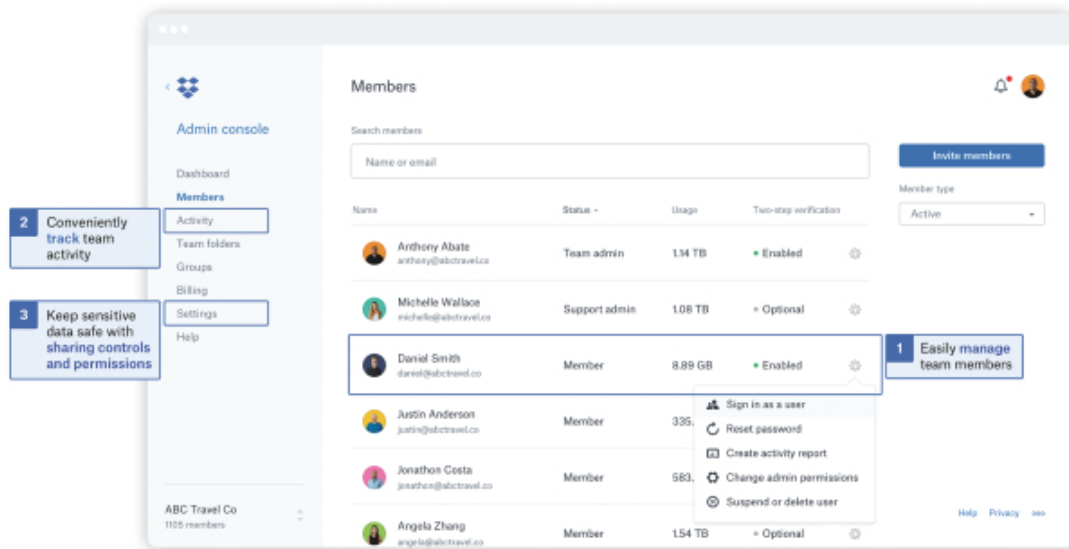 Admin console
Dashboard
Members
Activity
Team folders
Groups
Billing
Settings
Help
ABC Travel Co
1105 members
2 Conveniently
track team
activity
3 Keep sensitive
data safe with
sharing controls
and permissions
Members
Search members
Name or email
Invite members
Member type
Active
Name Status Usage Two-step verification
Anthony Abate
anthony@abctravel.co
Team admin 1.14 TB Enabled
Michelle Wallace
michelle@abctravel.co
Support admin 1.08 TB Optional
Daniel Smith
daniel@abctravel.co
Member 8.89 GB Enabled
1 Easily manage
team members
Sign in as a user
Reset password
Create activity report
Change admin permissions
Suspend or delete user
Justin Anderson
justin@abctravel.co
Member 335.
Jonathon Costa
jonathon@abctravel.co
Member 583.
Angela Zhang
angela@abctravel.co
Member 1.54 TB Optional
Help Privacy